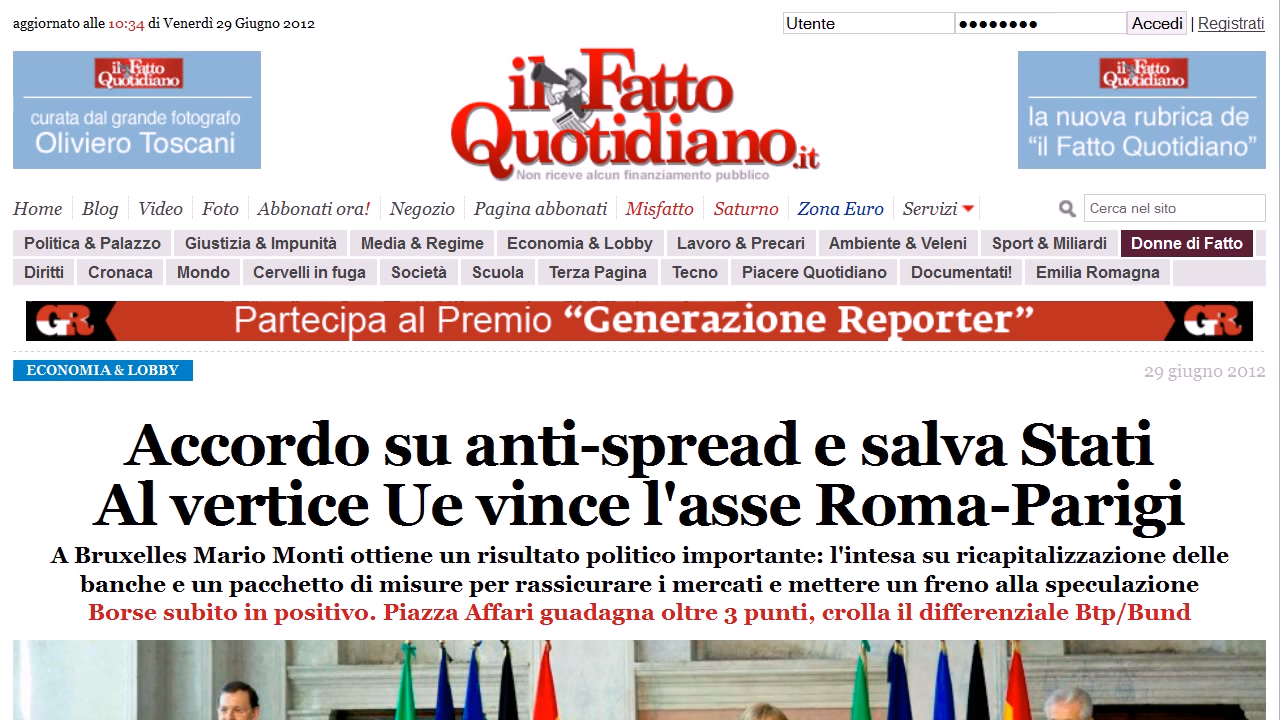 aggiornato alle 10:34 di Venerdì 29 Giugno 2012
Utente ●●●●●●●● Accedi | Registrati
il Fatto Quotidiano
curata dal grande fotografo
Oliviero Toscani
il Fatto
Quotidiano.it
Non riceve alcun finanziamento pubblico
il Fatto Quotidiano
la nuova rubrica de
“il Fatto Quotidiano”
Home Blog Video Foto Abbonati ora! Negozio Pagina abbonati Misfatto Saturno Zona Euro Servizi Cerca nel sito
Politica & Palazzo Giustizia & Impunità Media & Regime Economia & Lobby Lavoro & Precari Ambiente & Veleni Sport & Miliardi Donne di Fatto
Diritti Cronaca Mondo Cervelli in fuga Società Scuola Terza Pagina Tecno Piacere Quotidiano Documentati! Emilia Romagna
GR Partecipa al Premio “Generazione Reporter” GR
ECONOMIA & LOBBY 29 giugno 2012
Accordo su anti-spread e salva Stati
Al vertice Ue vince l'asse Roma-Parigi
A Bruxelles Mario Monti ottiene un risultato politico importante: l'intesa su ricapitalizzazione delle
banche e un pacchetto di misure per rassicurare i mercati e mettere un freno alla speculazione
Borse subito in positivo. Piazza Affari guadagna oltre 3 punti, crolla il differenziale Btp/Bund